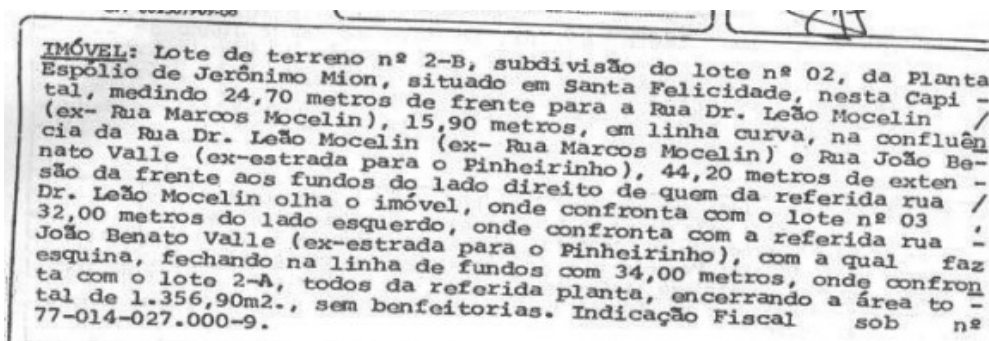 IMÓVEL: Lote de terreno nº 2-B, subdivisão do lote nº 02, da Planta
Espólio de Jerônimo Mion, situado em Santa Felicidade, nesta Capi -
tal, medindo 24,70 metros de frente para a Rua Dr. Leão Mocelin /
(ex- Rua Marcos Mocelin), 15,90 metros, em linha curva, na confluên
cia da Rua Dr. Leão Mocelin (ex- Rua Marcos Mocelin) e Rua João Be-
nato Valle (ex-estrada para o Pinheirinho), 44,20 metros de exten -
são da frente aos fundos do lado direito de quem da referida rua /
Dr. Leão Mocelin olha o imóvel, onde confronta com o lote nº 03 ,
32,00 metros do lado esquerdo, onde confronta com a referida rua -
João Benato Valle (ex-estrada para o Pinheirinho), com a qual faz
esquina, fechando na linha de fundos com 34,00 metros, onde confron
ta com o lote 2-A, todos da referida planta, encerrando a área to -
tal de 1.356,90m2., sem benfeitorias. Indicação Fiscal sob nº
77-014-027.000-9.